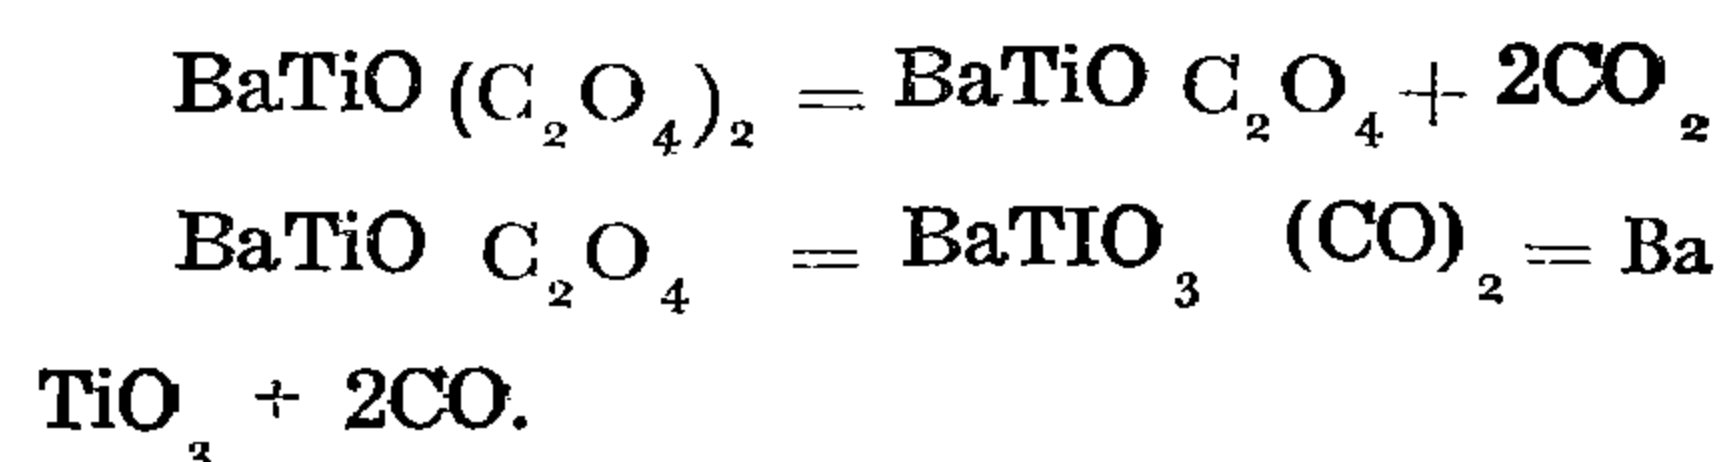 BaTiO (C₂O₄)₂ = BaTiO C₂O₄ + 2CO₂
BaTiO C₂O₄ = BaTIO₃ (CO)₂ = Ba
TiO₃ + 2CO.